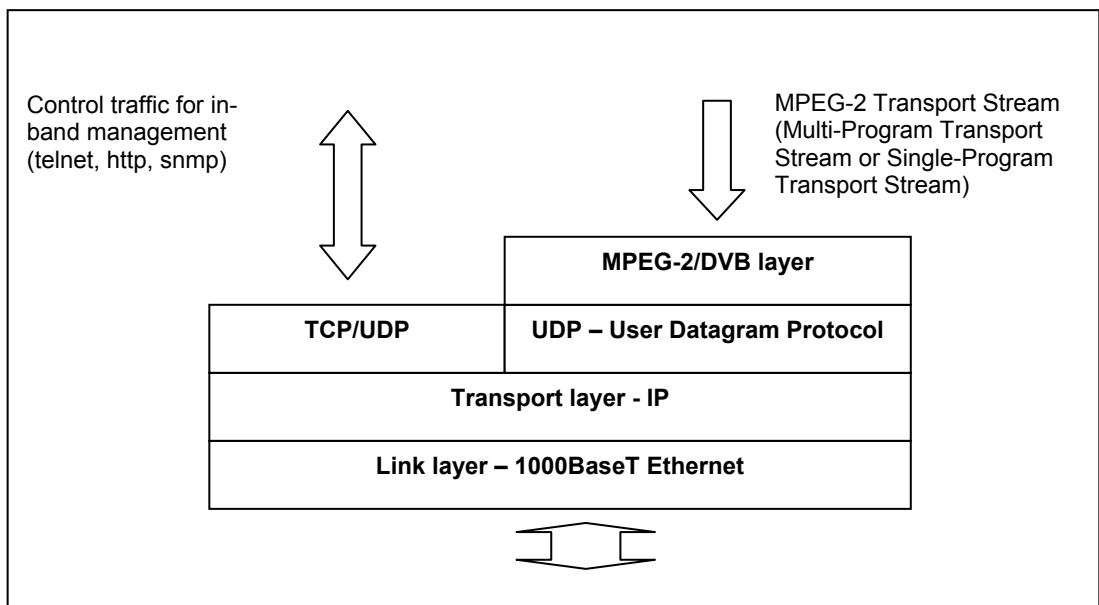 Control traffic for in-
band management
(telnet, http, snmp)
MPEG-2 Transport Stream
(Multi-Program Transport
Stream or Single-Program
Transport Stream)
MPEG-2/DVB layer
TCP/UDP
UDP – User Datagram Protocol
Transport layer - IP
Link layer – 1000BaseT Ethernet